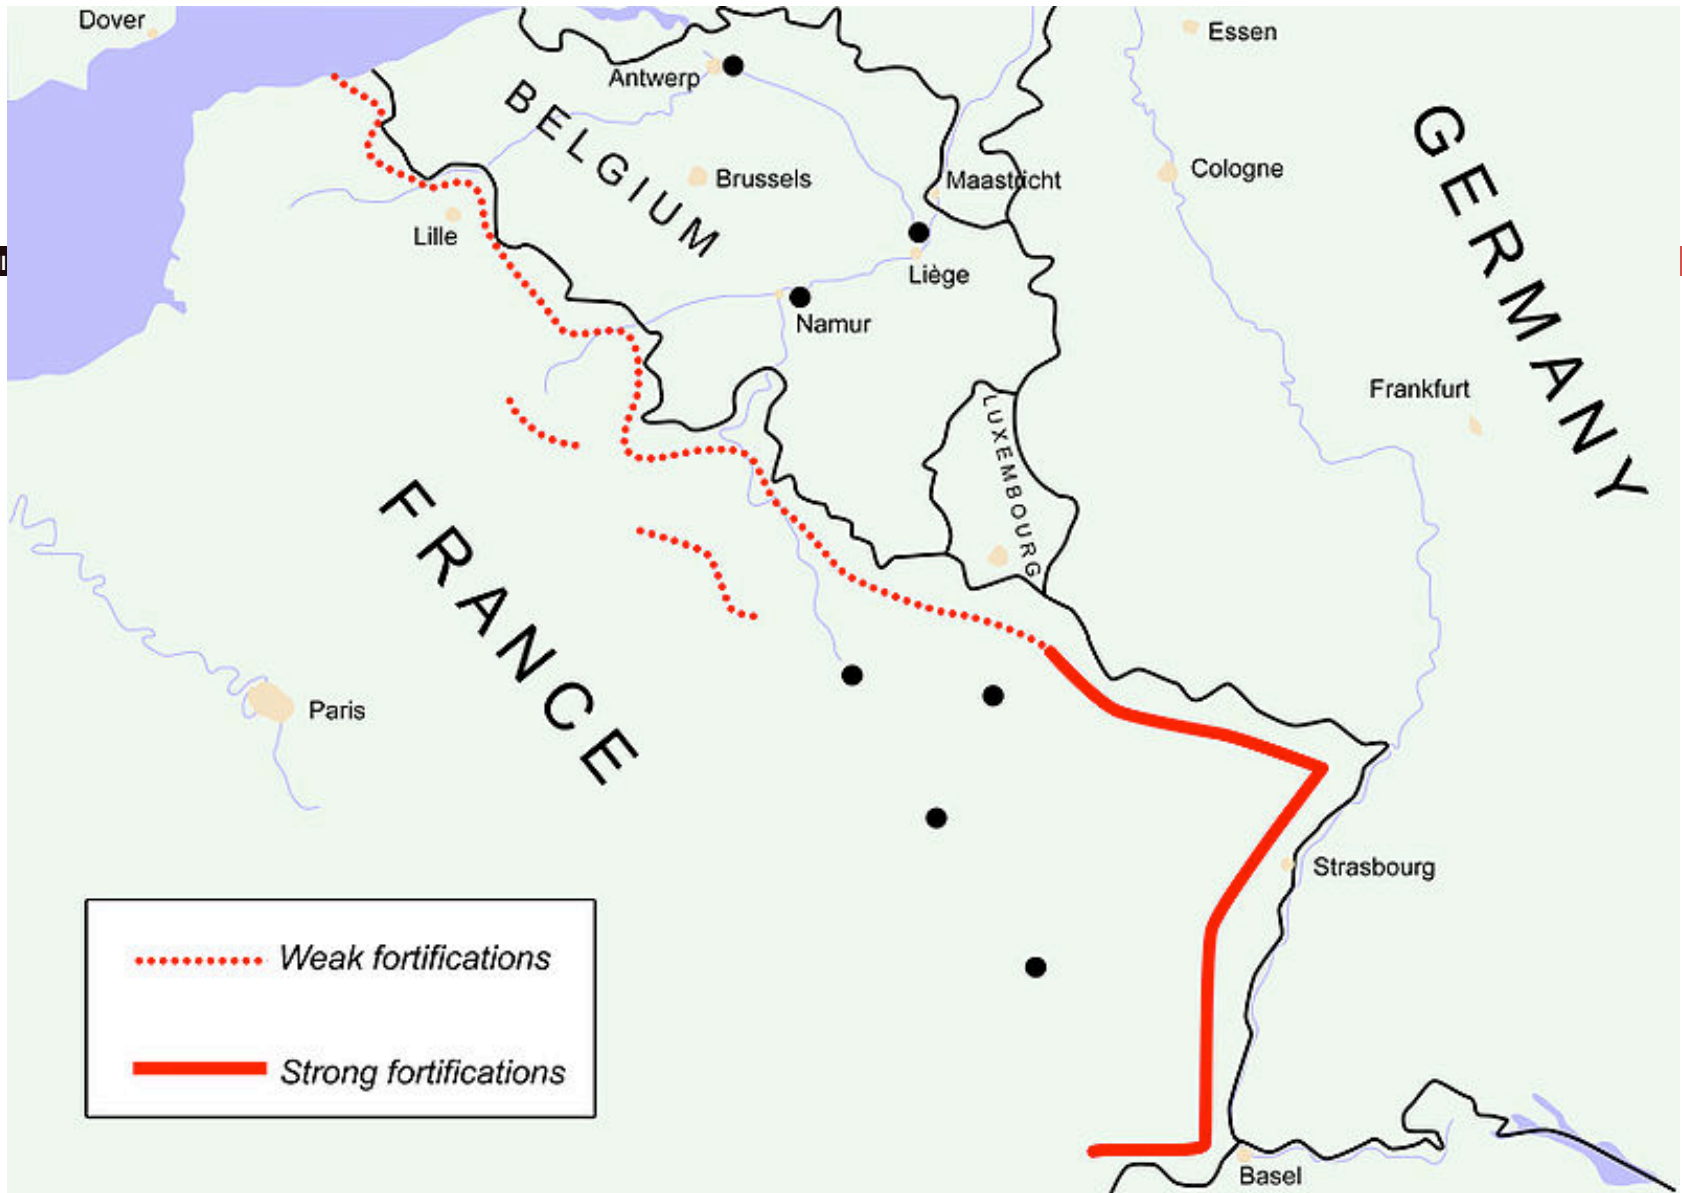 Dover
Essen
Antwerp
BELGIUM
GERMANY
Brussels
Maastricht
Cologne
Lille
Liège
Namur
Frankfurt
LUXEMBOURG
FRANCE
Paris
Strasbourg
Weak fortifications
Strong fortifications
Basel